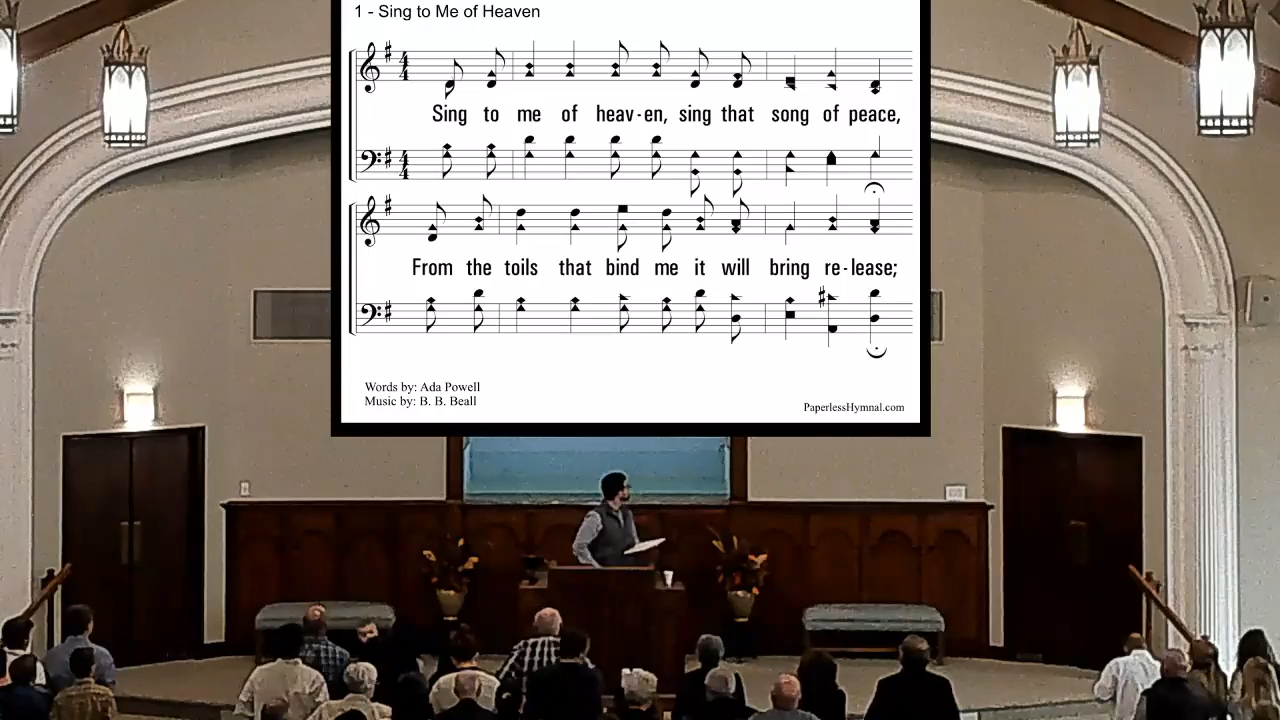 1 - Sing to Me of Heaven
Sing to me of heav-en, sing that song of peace,
From the toils that bind me it will bring re-lease;
Words by: Ada Powell
Music by: B. B. Beall
PaperlessHymnal.com